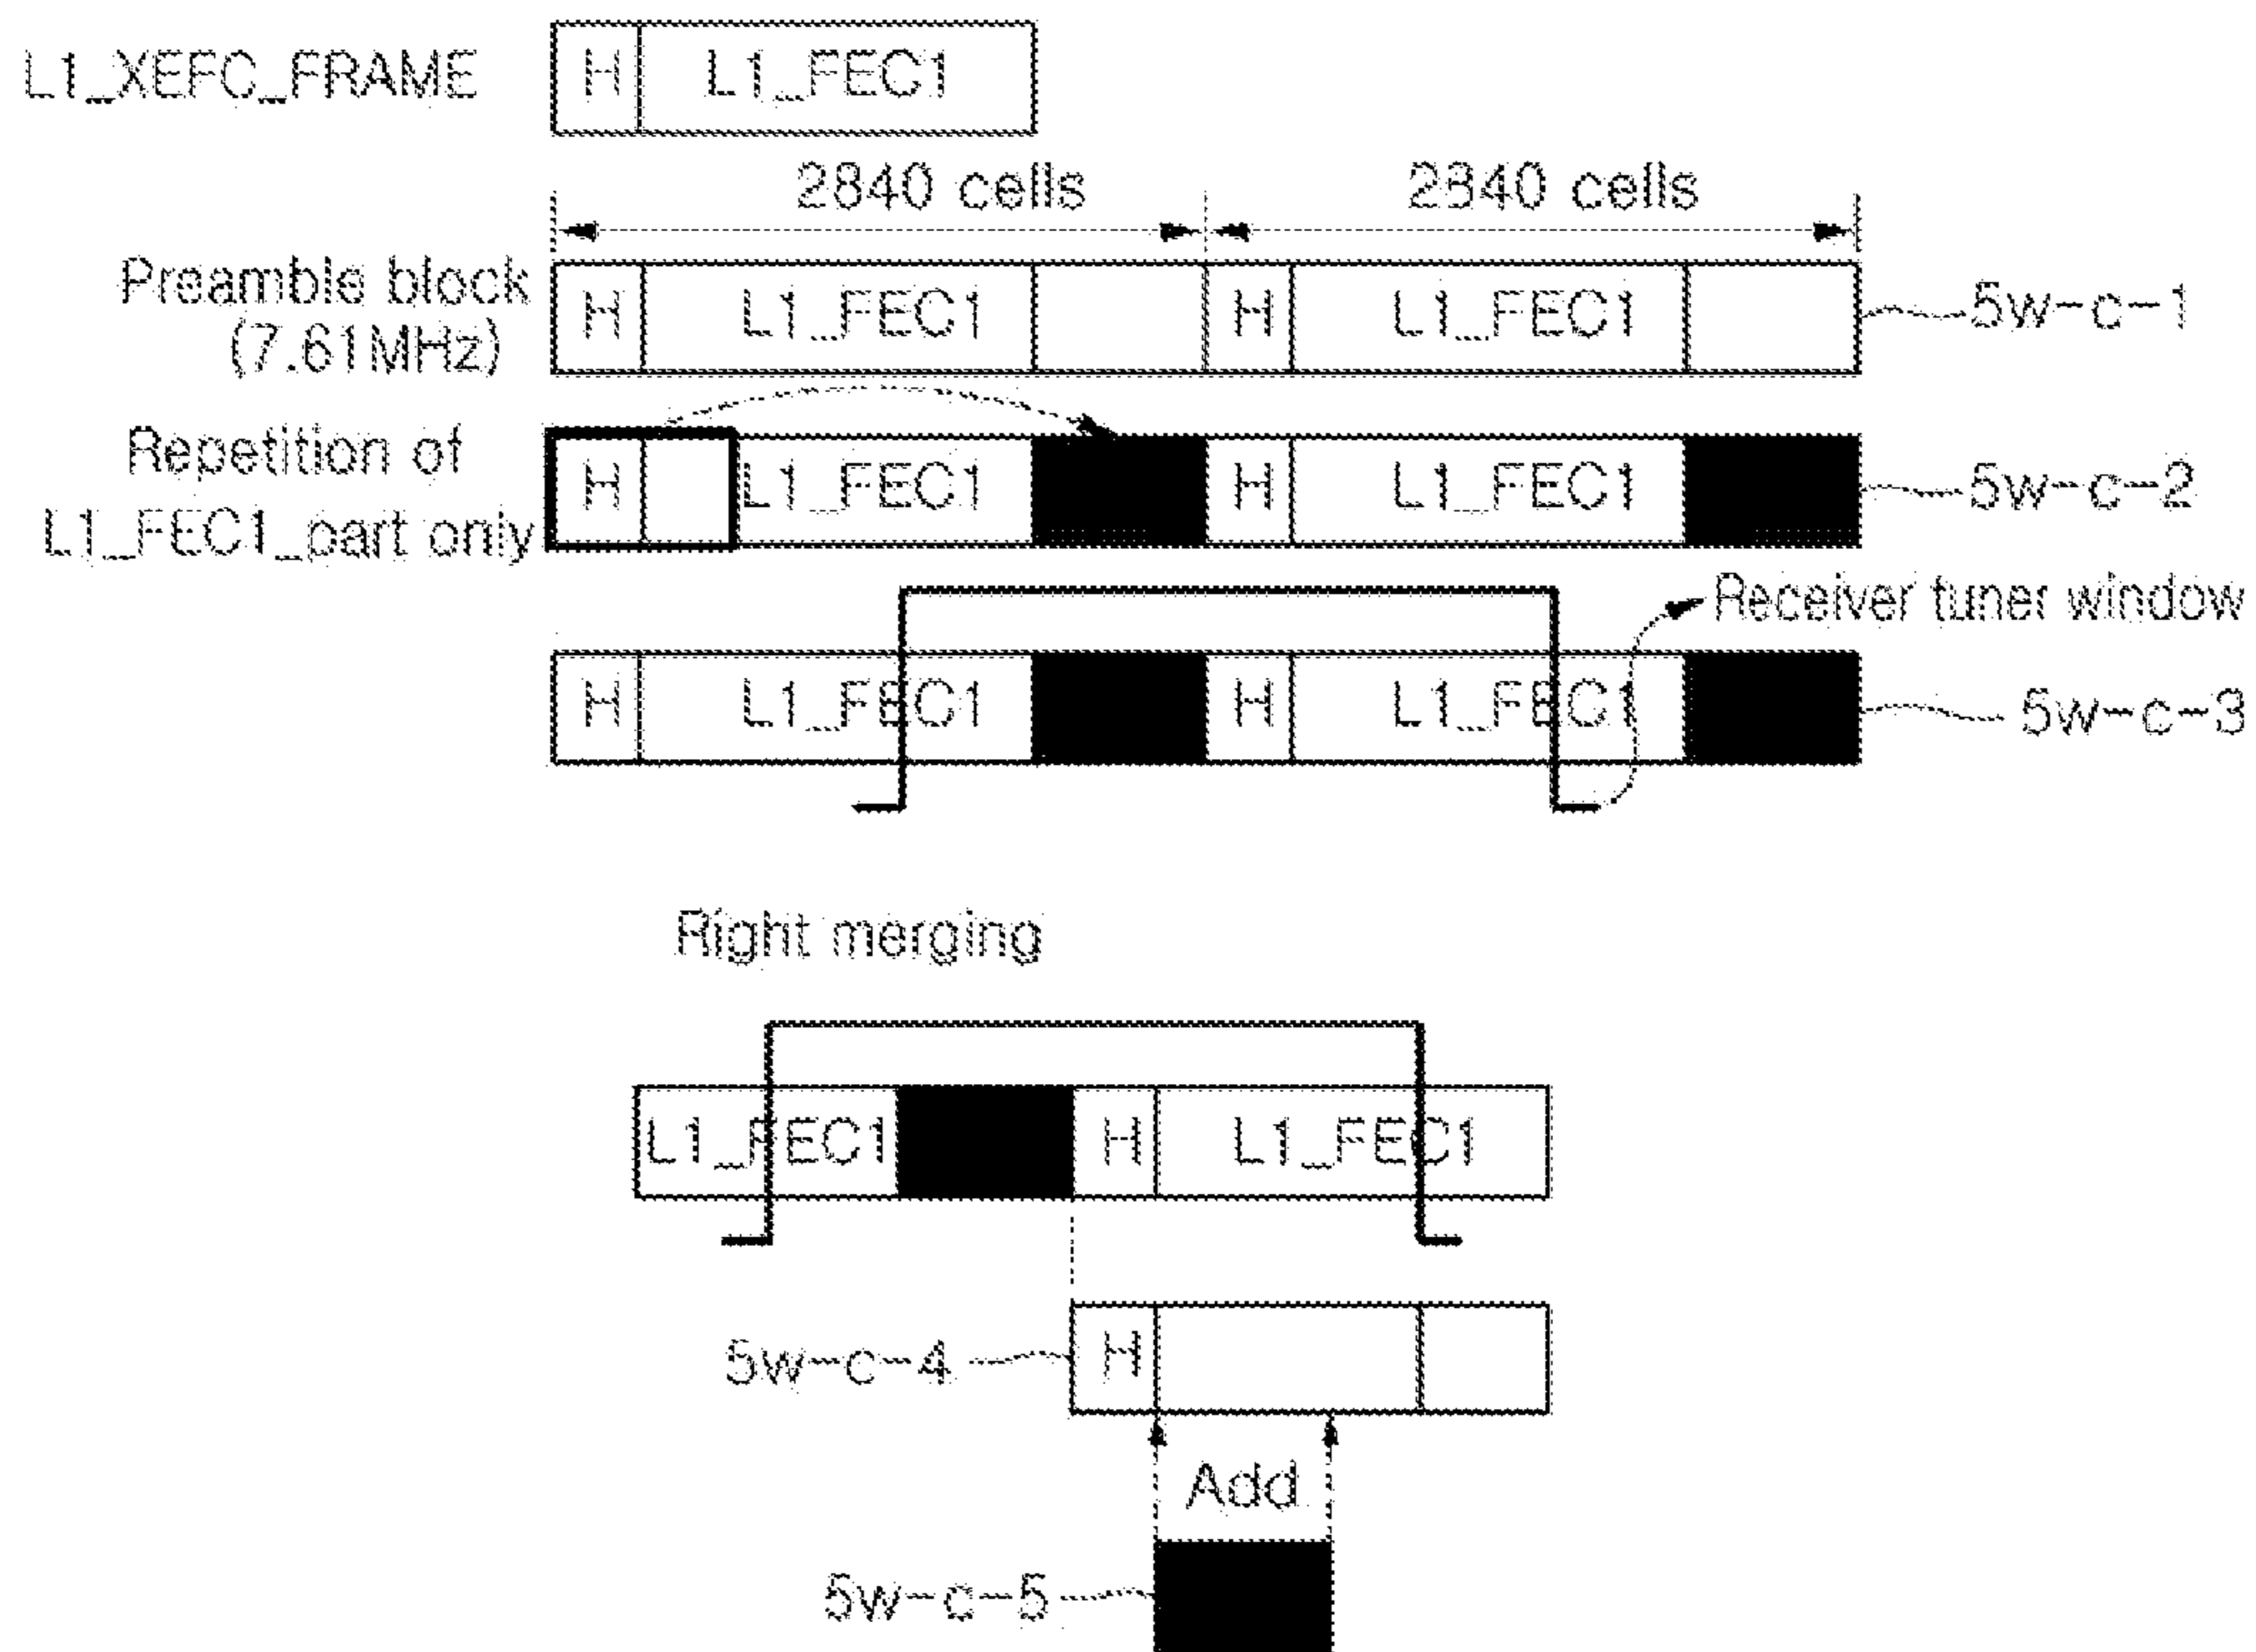 L1_XEFC_FRAME
H L1_FEC1
2840 cells 2840 cells
Preamble block
(7.61MHz)
H L1_FEC1 H L1_FEC1
5w-c-1
Repetition of
L1_FEC1_part only
H L1_FEC1 H L1_FEC1
5w-c-2
Receiver tuner window
H L1_FEC1 H L1_FEC1
5w-c-3
Right merging
L1_FEC1 H L1_FEC1
5w-c-4 H
Add
5w-c-5